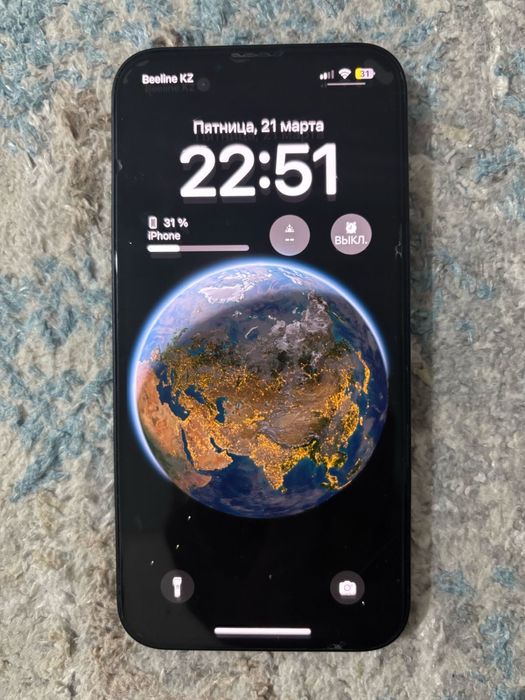 Beeline KZ
31
Пятница, 21 марта
22:51
31 %
iPhone
--
ВЫКЛ.